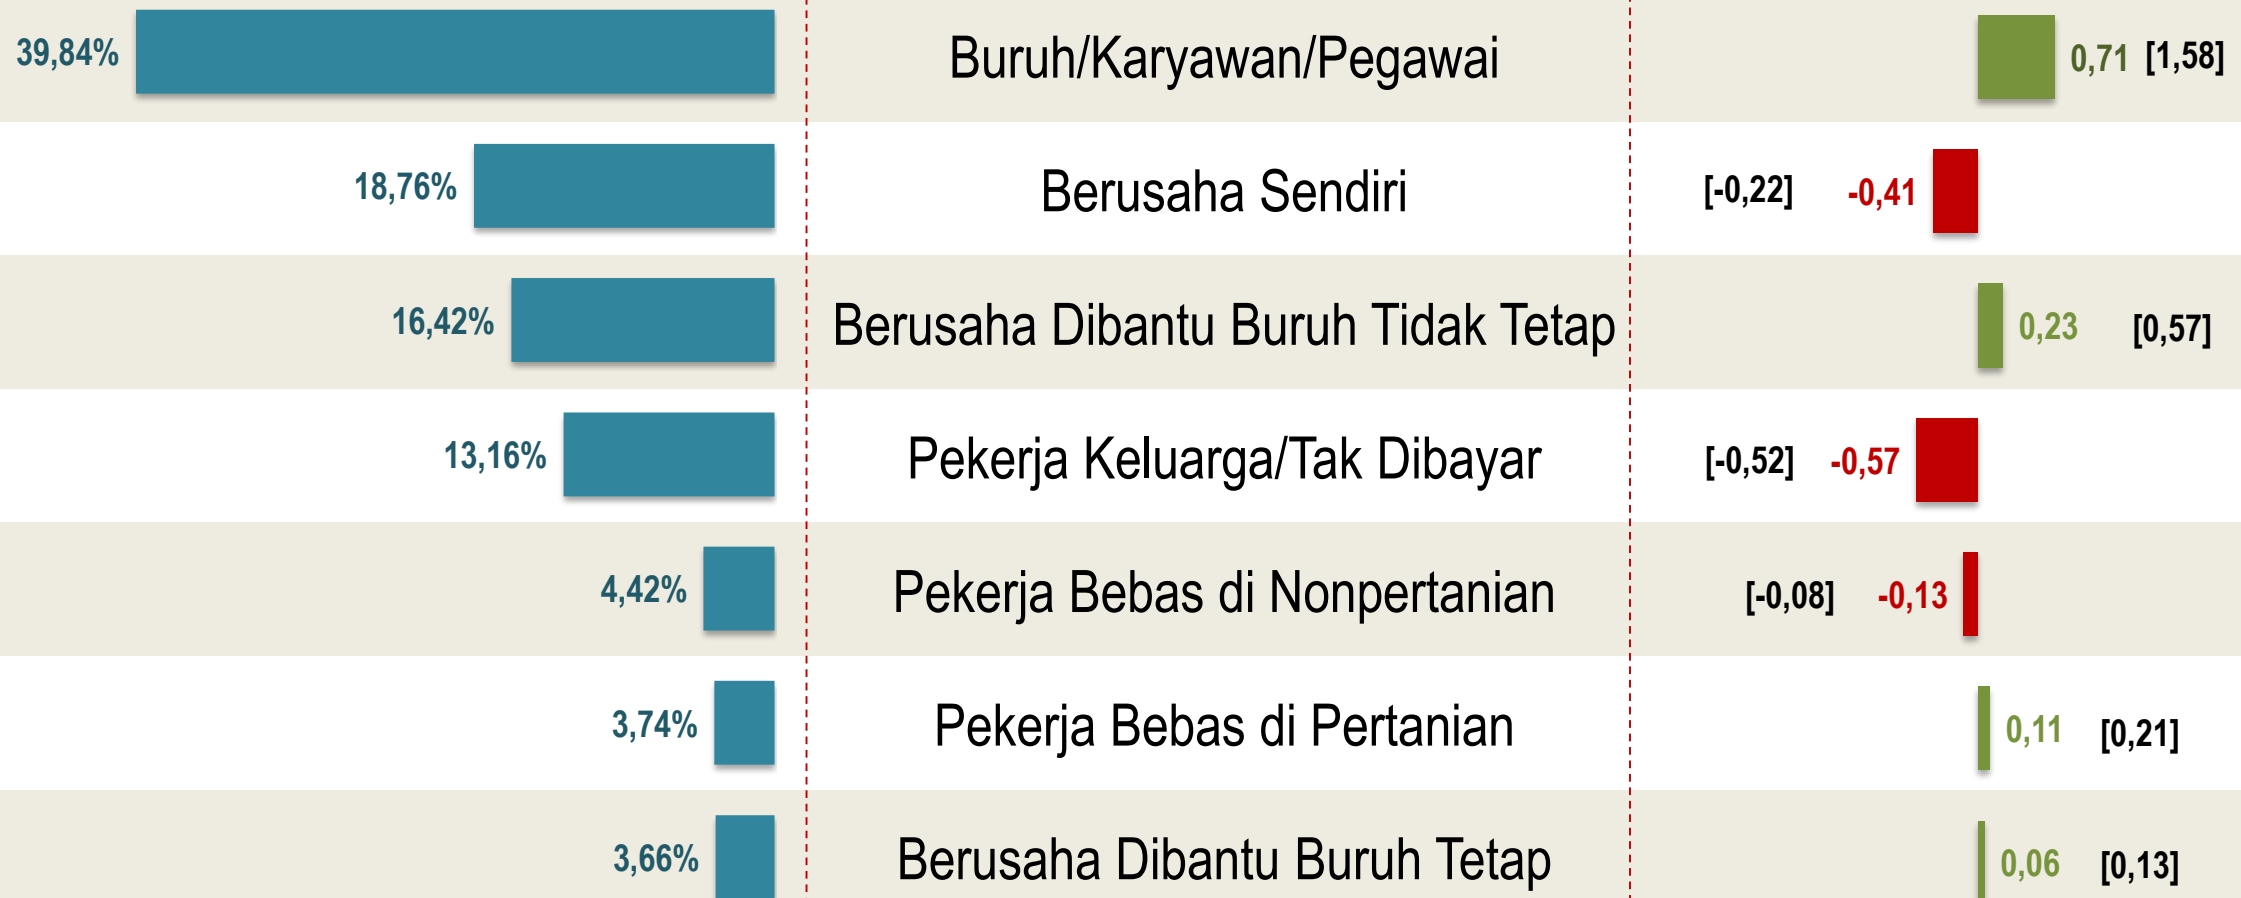 39,84% Buruh/Karyawan/Pegawai 0,71 [1,58]
18,76% Berusaha Sendiri [-0,22] -0,41
16,42% Berusaha Dibantu Buruh Tidak Tetap 0,23 [0,57]
13,16% Pekerja Keluarga/Tak Dibayar [-0,52] -0,57
4,42% Pekerja Bebas di Nonpertanian [-0,08] -0,13
3,74% Pekerja Bebas di Pertanian 0,11 [0,21]
3,66% Berusaha Dibantu Buruh Tetap 0,06 [0,13]